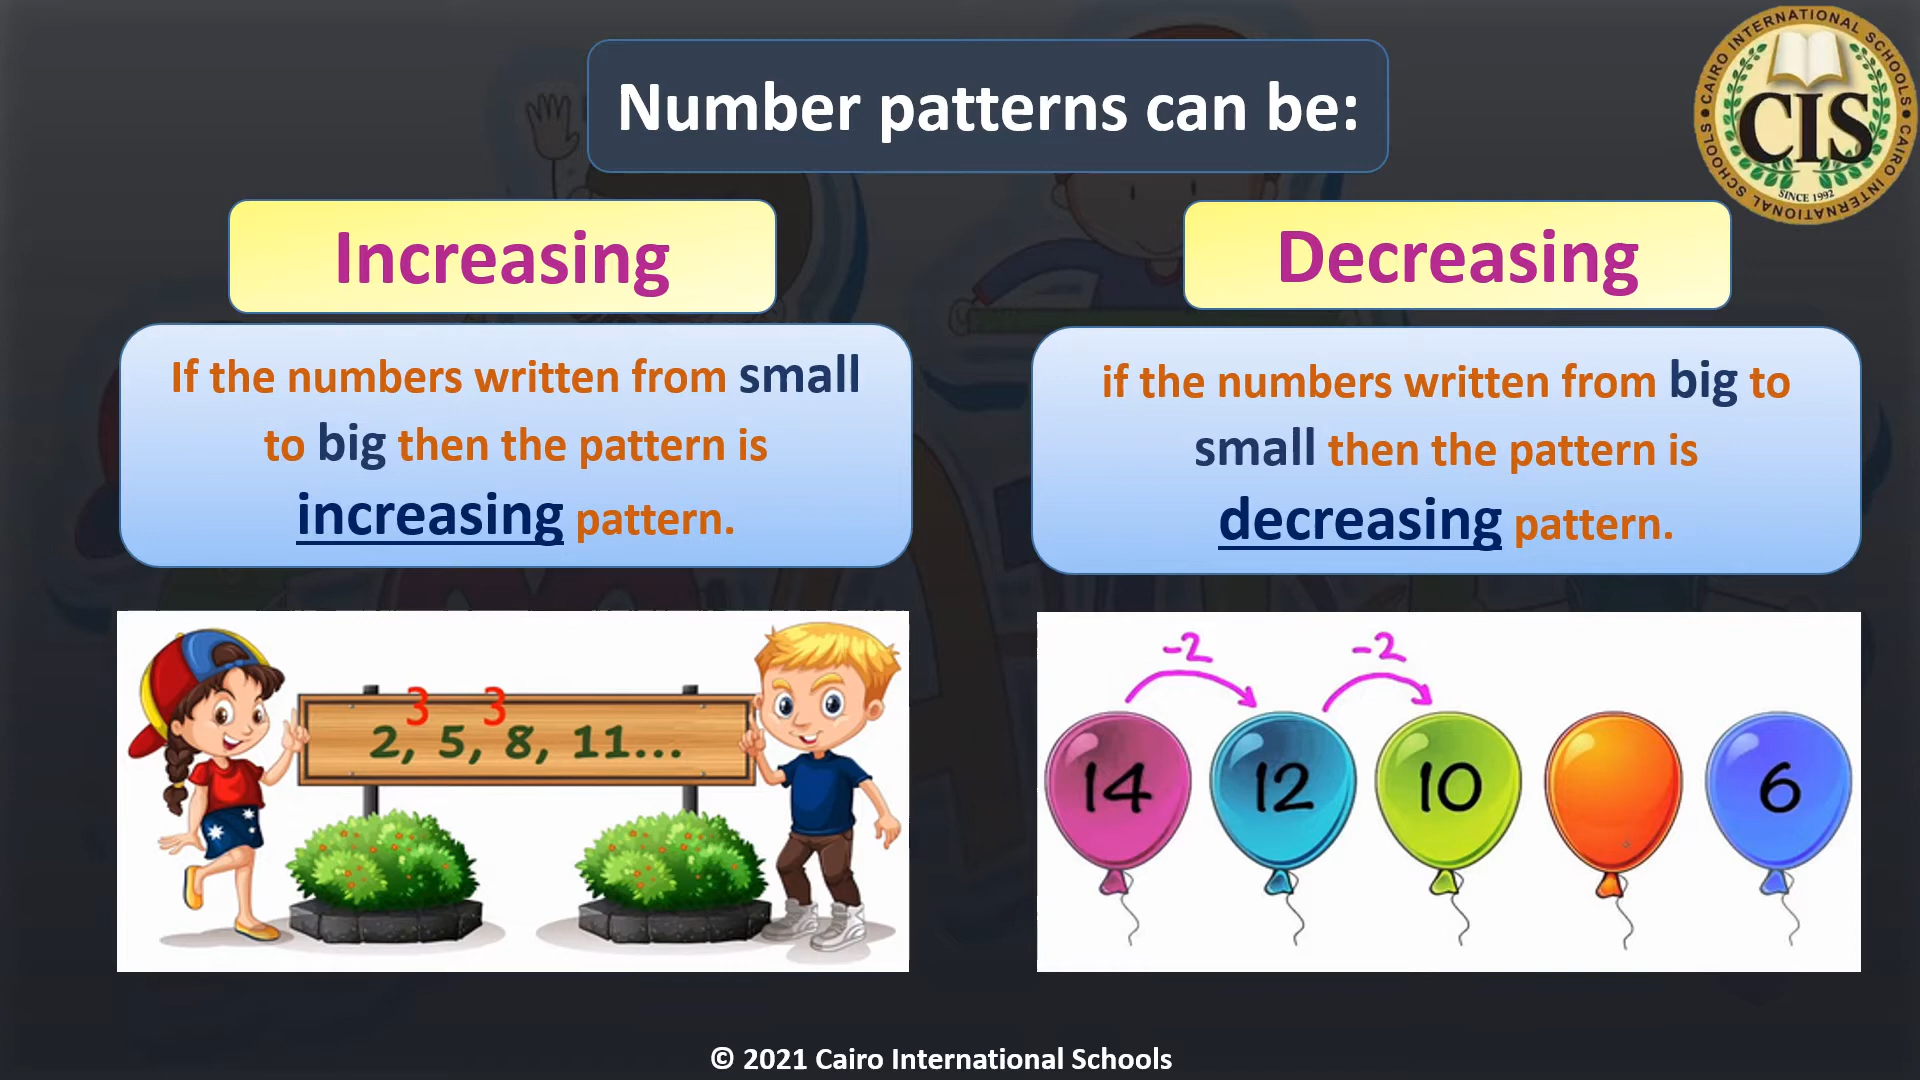 Number patterns can be:
CAIRO INTERNATIONAL SCHOOLS • CAIRO INTERNATIONAL SCHOOLS •
CIS
SINCE 1992
Increasing
If the numbers written from small
to big then the pattern is
increasing pattern.
3 3
2, 5, 8, 11...
Decreasing
if the numbers written from big to
small then the pattern is
decreasing pattern.
-2 -2
14 12 10 6
© 2021 Cairo International Schools